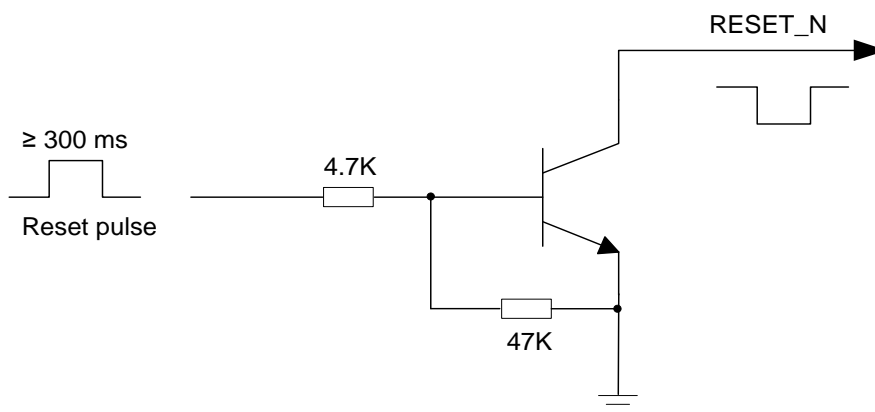 RESET_N
≥ 300 ms
4.7K
Reset pulse
47K